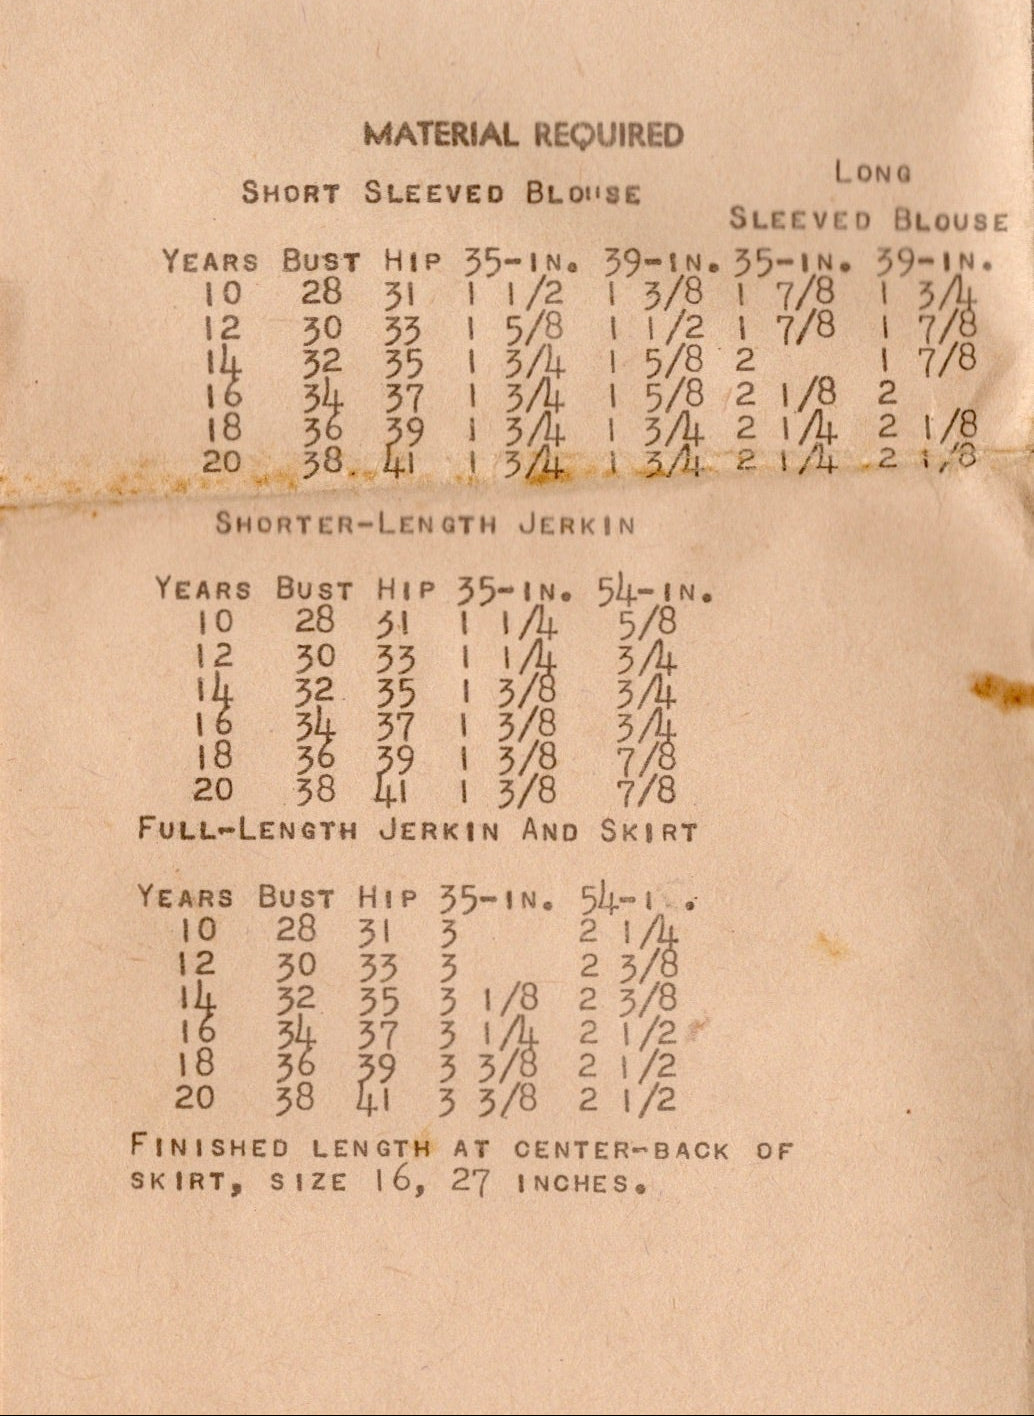 MATERIAL REQUIRED
LONG
SHORT SLEEVED BLOUSE
SLEEVED BLOUSE
YEARS BUST HIP 35-IN. 39-IN. 35-IN. 39-IN.
10 28 31 1 1/2 1 3/8 1 7/8 1 3/4
12 30 33 1 5/8 1 1/2 1 7/8 1 7/8
14 32 35 1 3/4 1 5/8 2 1 7/8
16 34 37 1 3/4 1 5/8 2 1/8 2
18 36 39 1 3/4 1 3/4 2 1/4 2 1/8
20 38 41 1 3/4 1 3/4 2 1/4 2 1/8
SHORTER-LENGTH JERKIN
YEARS BUST HIP 35-IN. 54-IN.
10 28 31 1 1/4 5/8
12 30 33 1 1/4 3/4
14 32 35 1 3/8 3/4
16 34 37 1 3/8 3/4
18 36 39 1 3/8 7/8
20 38 41 1 3/8 7/8
FULL-LENGTH JERKIN AND SKIRT
YEARS BUST HIP 35-IN. 54-I .
10 28 31 3 2 1/4
12 30 33 3 2 3/8
14 32 35 3 1/8 2 3/8
16 34 37 3 1/4 2 1/2
18 36 39 3 3/8 2 1/2
20 38 41 3 3/8 2 1/2
FINISHED LENGTH AT CENTER-BACK OF
SKIRT, SIZE 16, 27 INCHES.